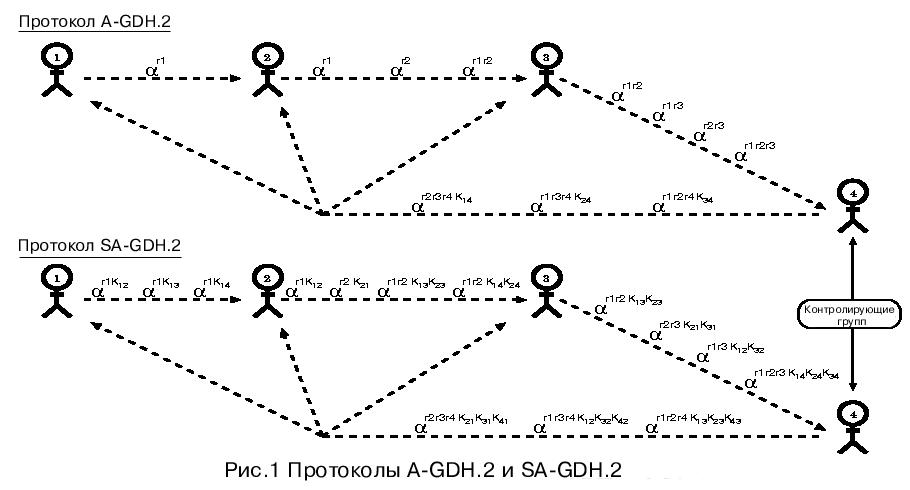 Протокол A-GDH.2
1 2 3
α^r1 α^r1 α^r2 α^r1r2
α^r1r2
α^r1r3
α^r2r3
α^r1r2r3
4
α^r2r3r4 K₁₄ α^r1r3r4 K₂₄ α^r1r2r4 K₃₄
Протокол SA-GDH.2
1 2 3
α^r1K₁₂ α^r1K₁₃ α^r1K₁₄ α^r1K₁₂ α^r2 K₂₁ α^r1r2 K₁₃K₂₃ α^r1r2 K₁₄K₂₄
α^r1r2 K₁₃K₂₃
Контролирующие
групп
α^r2r3 K₂₁K₃₁
α^r1r3 K₁₂K₃₂
α^r1r2r3 K₁₄K₂₄K₃₄
4
α^r2r3r4 K₂₁K₃₁K₄₁ α^r1r3r4 K₁₂K₃₂K₄₂ α^r1r2r4 K₁₃K₂₃K₄₃
Рис.1 Протоколы A-GDH.2 и SA-GDH.2